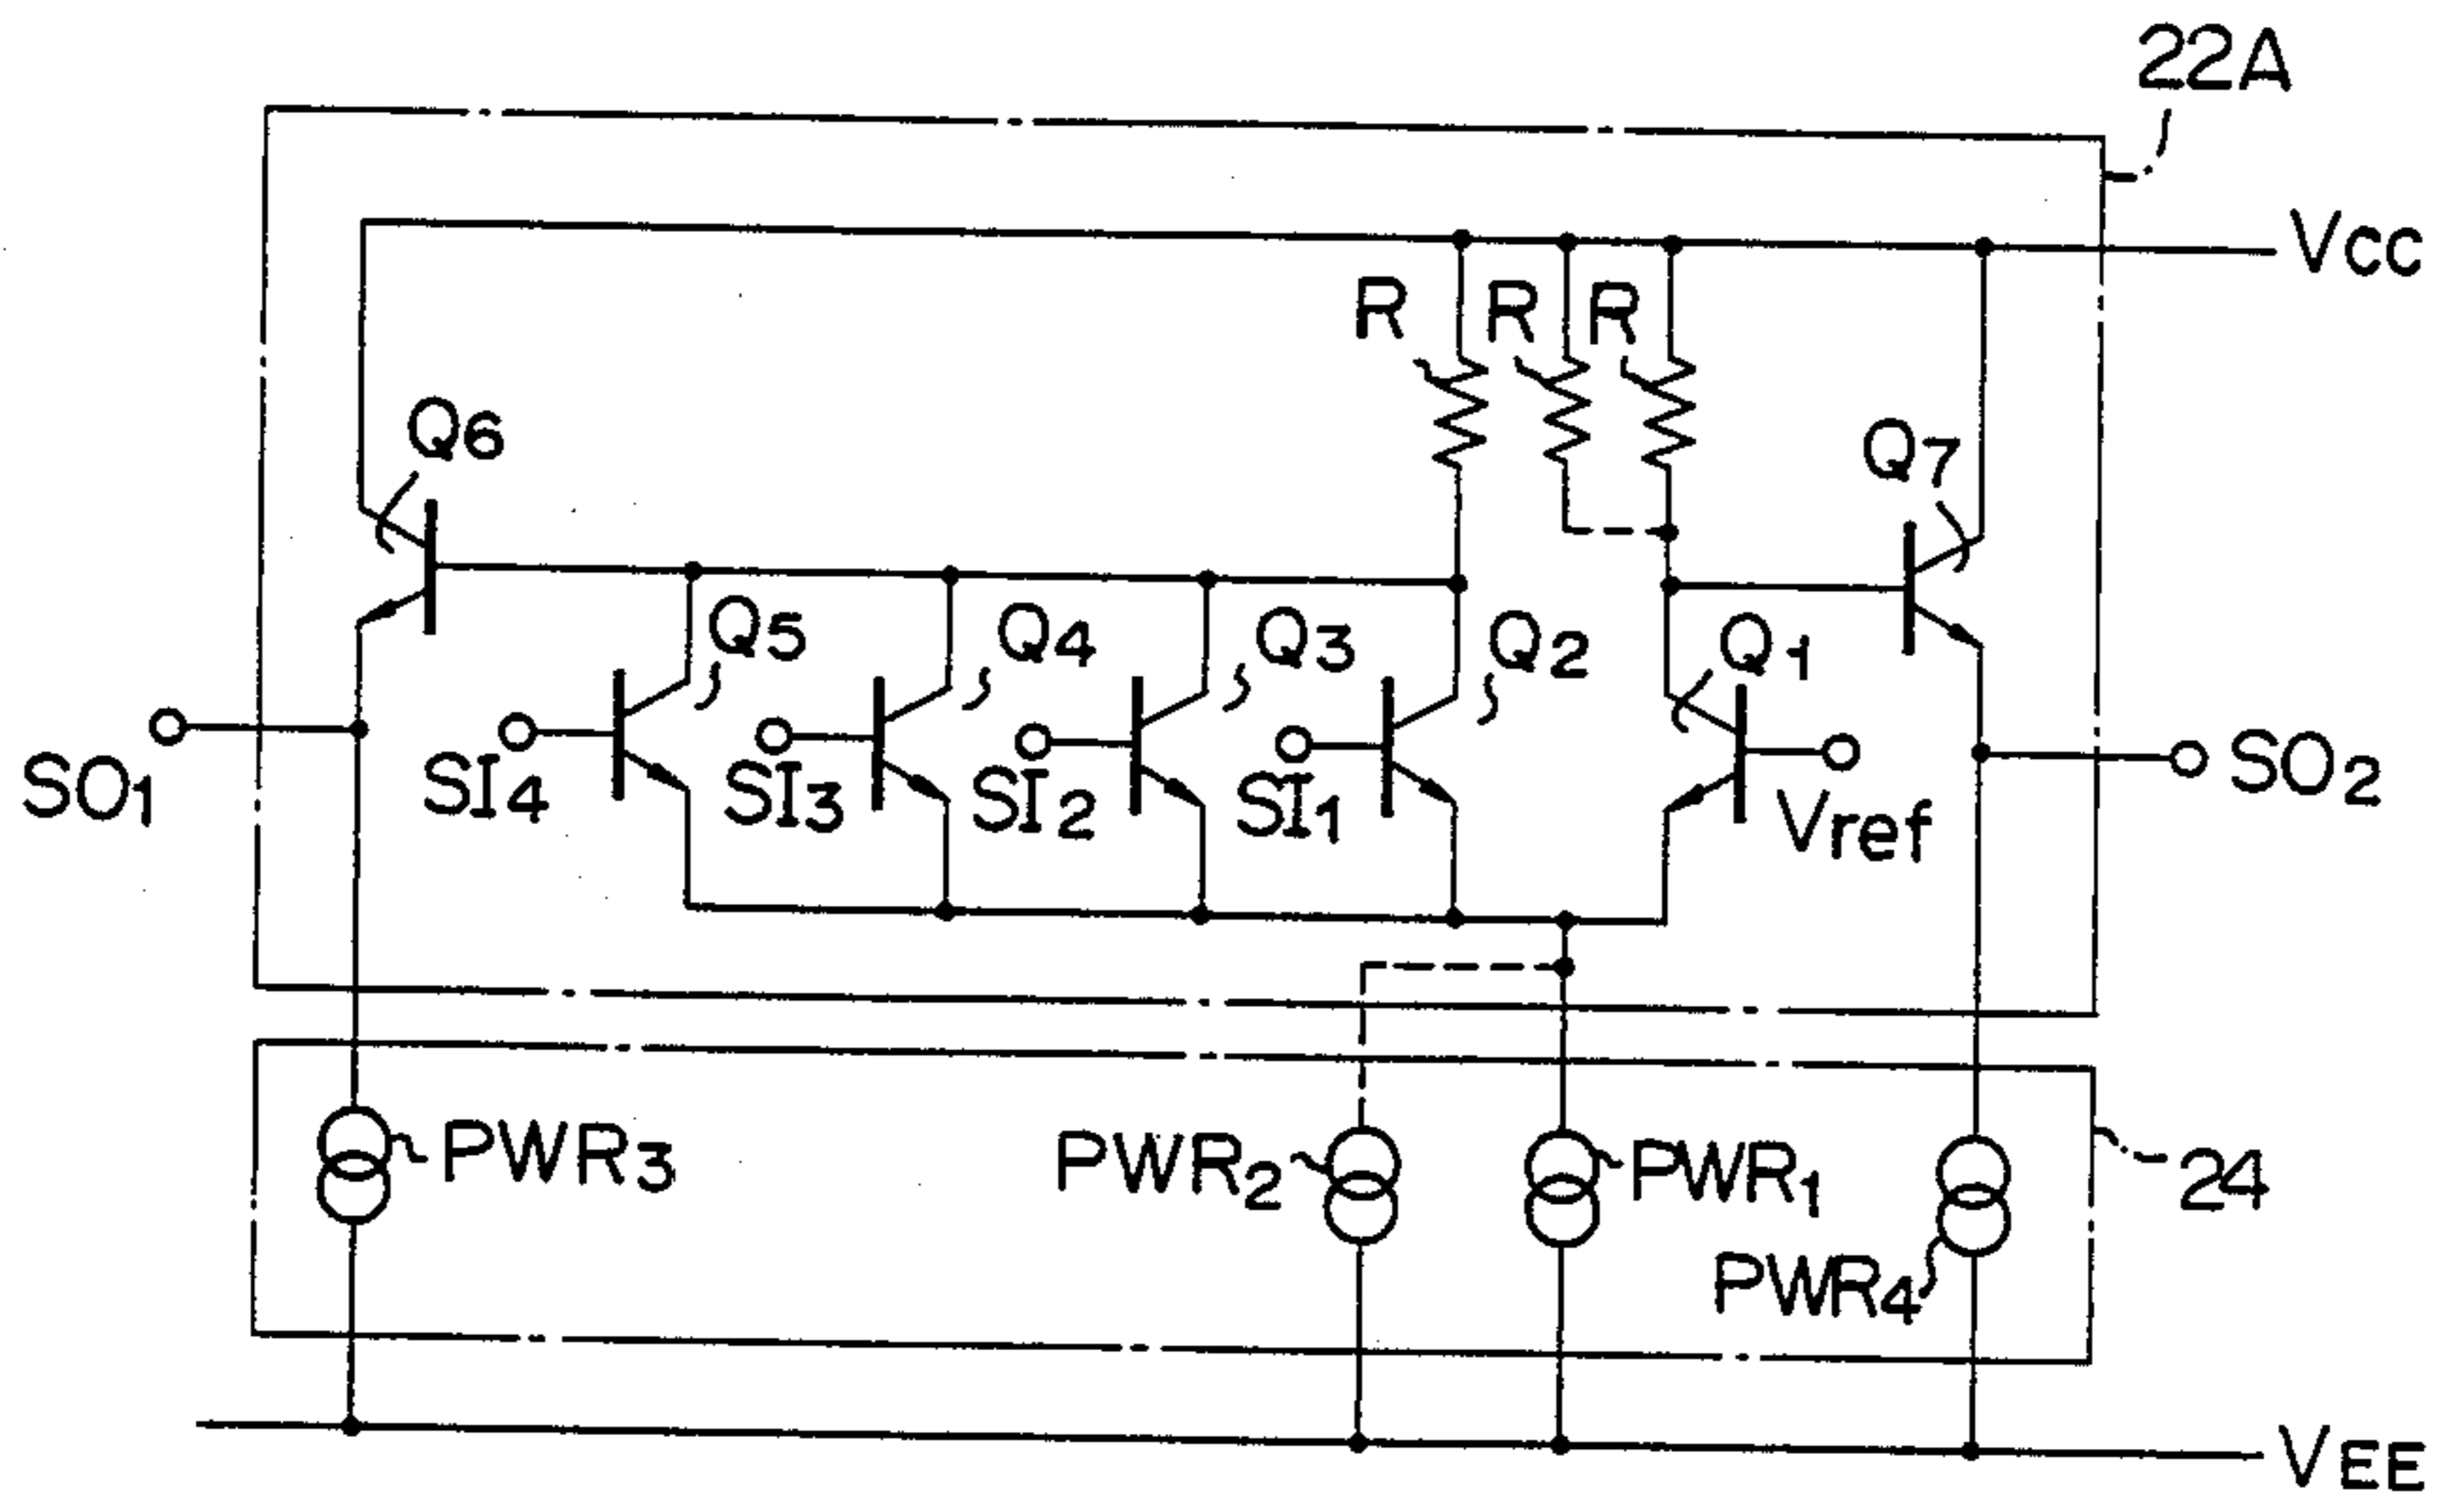 22A
Vcc
R R R
Q6
Q7
Q5 Q4 Q3 Q2 Q1
SO1
SI4 SI3 SI2 SI1
Vref
SO2
PWR3
PWR2
PWR1
24
PWR4
VEE